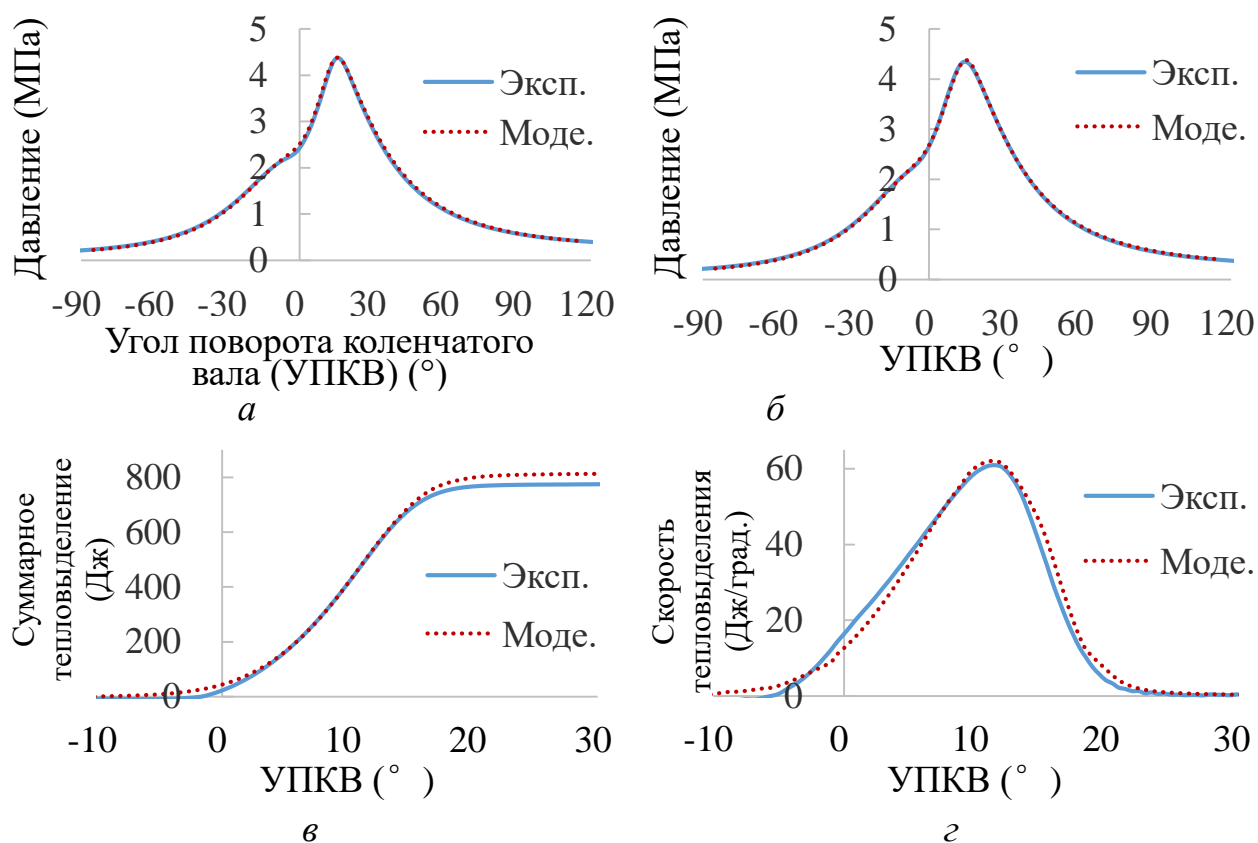 Давление (МПа)
5
4
3
2
1
0
Эксп.
Моде.
-90 -60 -30 0 30 60 90 120
Угол поворота коленчатого
вала (УПКВ) (°)
а
Давление (МПа)
5
4
3
2
1
0
Эксп.
Моде.
-90 -60 -30 0 30 60 90 120
УПКВ (° )
б
Суммарное
тепловыделение
(Дж)
800
600
400
200
0
Эксп.
Моде.
-10 0 10 20 30
УПКВ (° )
в
Скорость
тепловыделения
(Дж/град.)
60
40
20
0
Эксп.
Моде.
-10 0 10 20 30
УПКВ (° )
г